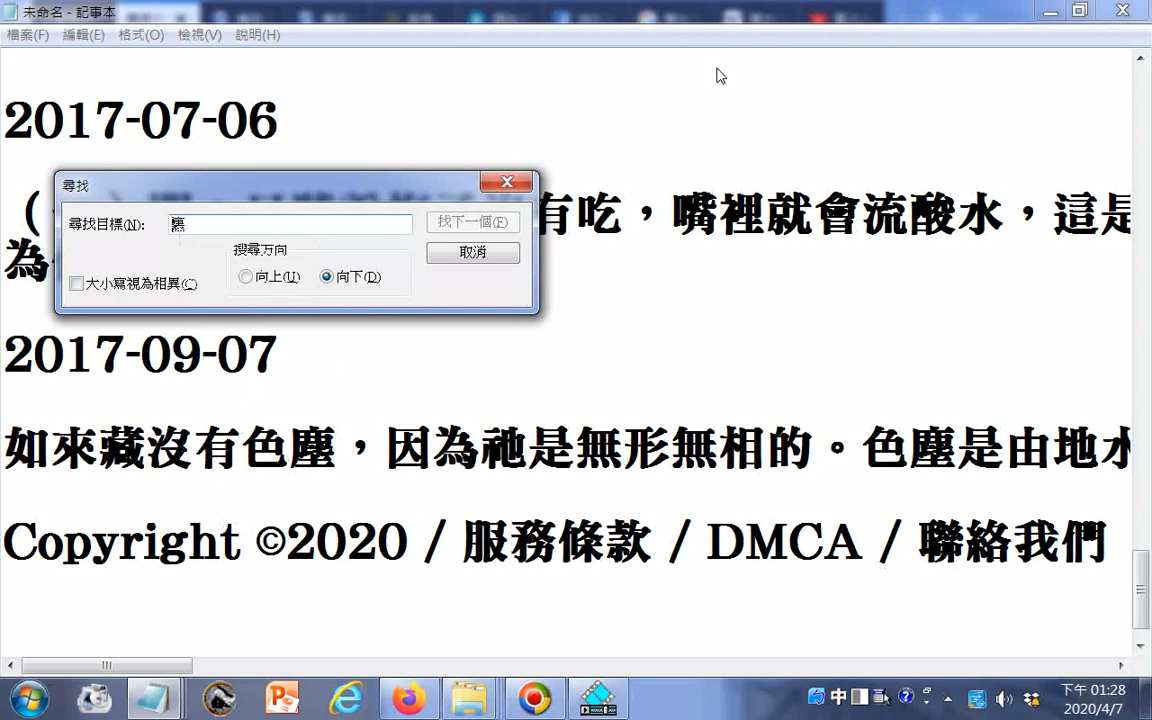 未命名 - 記事本
檔案(F) 編輯(E) 格式(O) 檢視(V) 說明(H)
2017-07-06
尋找
尋找目標(N):
找下一個(F)
有吃，嘴裡就會流酸水，這是
為
搜尋方向
取消
大小寫視為相異(C)
向上(U)
向下(D)
2017-09-07
如來藏沒有色塵，因為祂是無形無相的。色塵是由地水
Copyright ©2020 / 服務條款 / DMCA / 聯絡我們
中
下午 01:28
2020/4/7